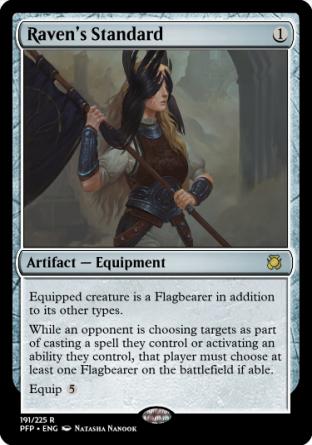 Raven's Standard 1
Artifact — Equipment
Equipped creature is a Flagbearer in addition
to its other types.
While an opponent is choosing targets as part
of casting a spell they control or activating an
ability they control, that player must choose at
least one Flagbearer on the battlefield if able.
Equip 5
191/225 R
PFP • ENG Natasha Nanook